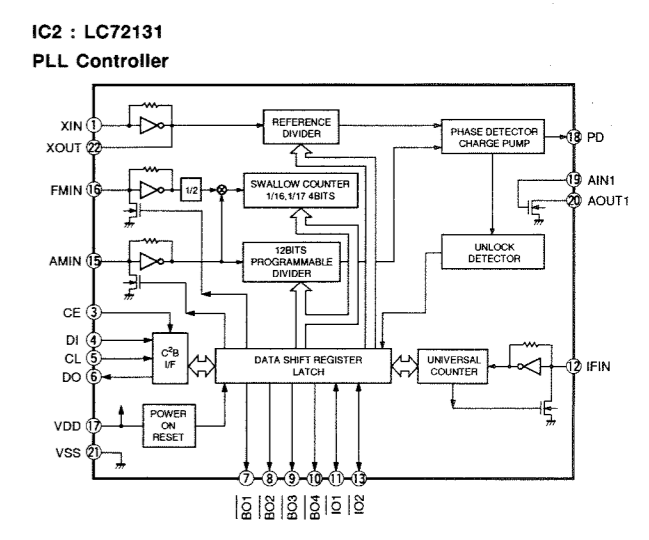 IC2 : LC72131
PLL Controller
XIN 1
XOUT 22
REFERENCE
DIVIDER
PHASE DETECTOR
CHARGE PUMP
18 PD
FMIN 16
1/2
SWALLOW COUNTER
1/16,1/17 4BITS
19 AIN1
20 AOUT1
AMIN 15
12BITS
PROGRAMMABLE
DIVIDER
UNLOCK
DETECTOR
CE 3
DI 4
CL 5
DO 6
C²B
I/F
DATA SHIFT REGISTER
LATCH
UNIVERSAL
COUNTER
12 IFIN
VDD 17
POWER
ON
RESET
VSS 21
7 8 9 10 11 13
BO1
BO2
BO3
BO4
IO1
IO2